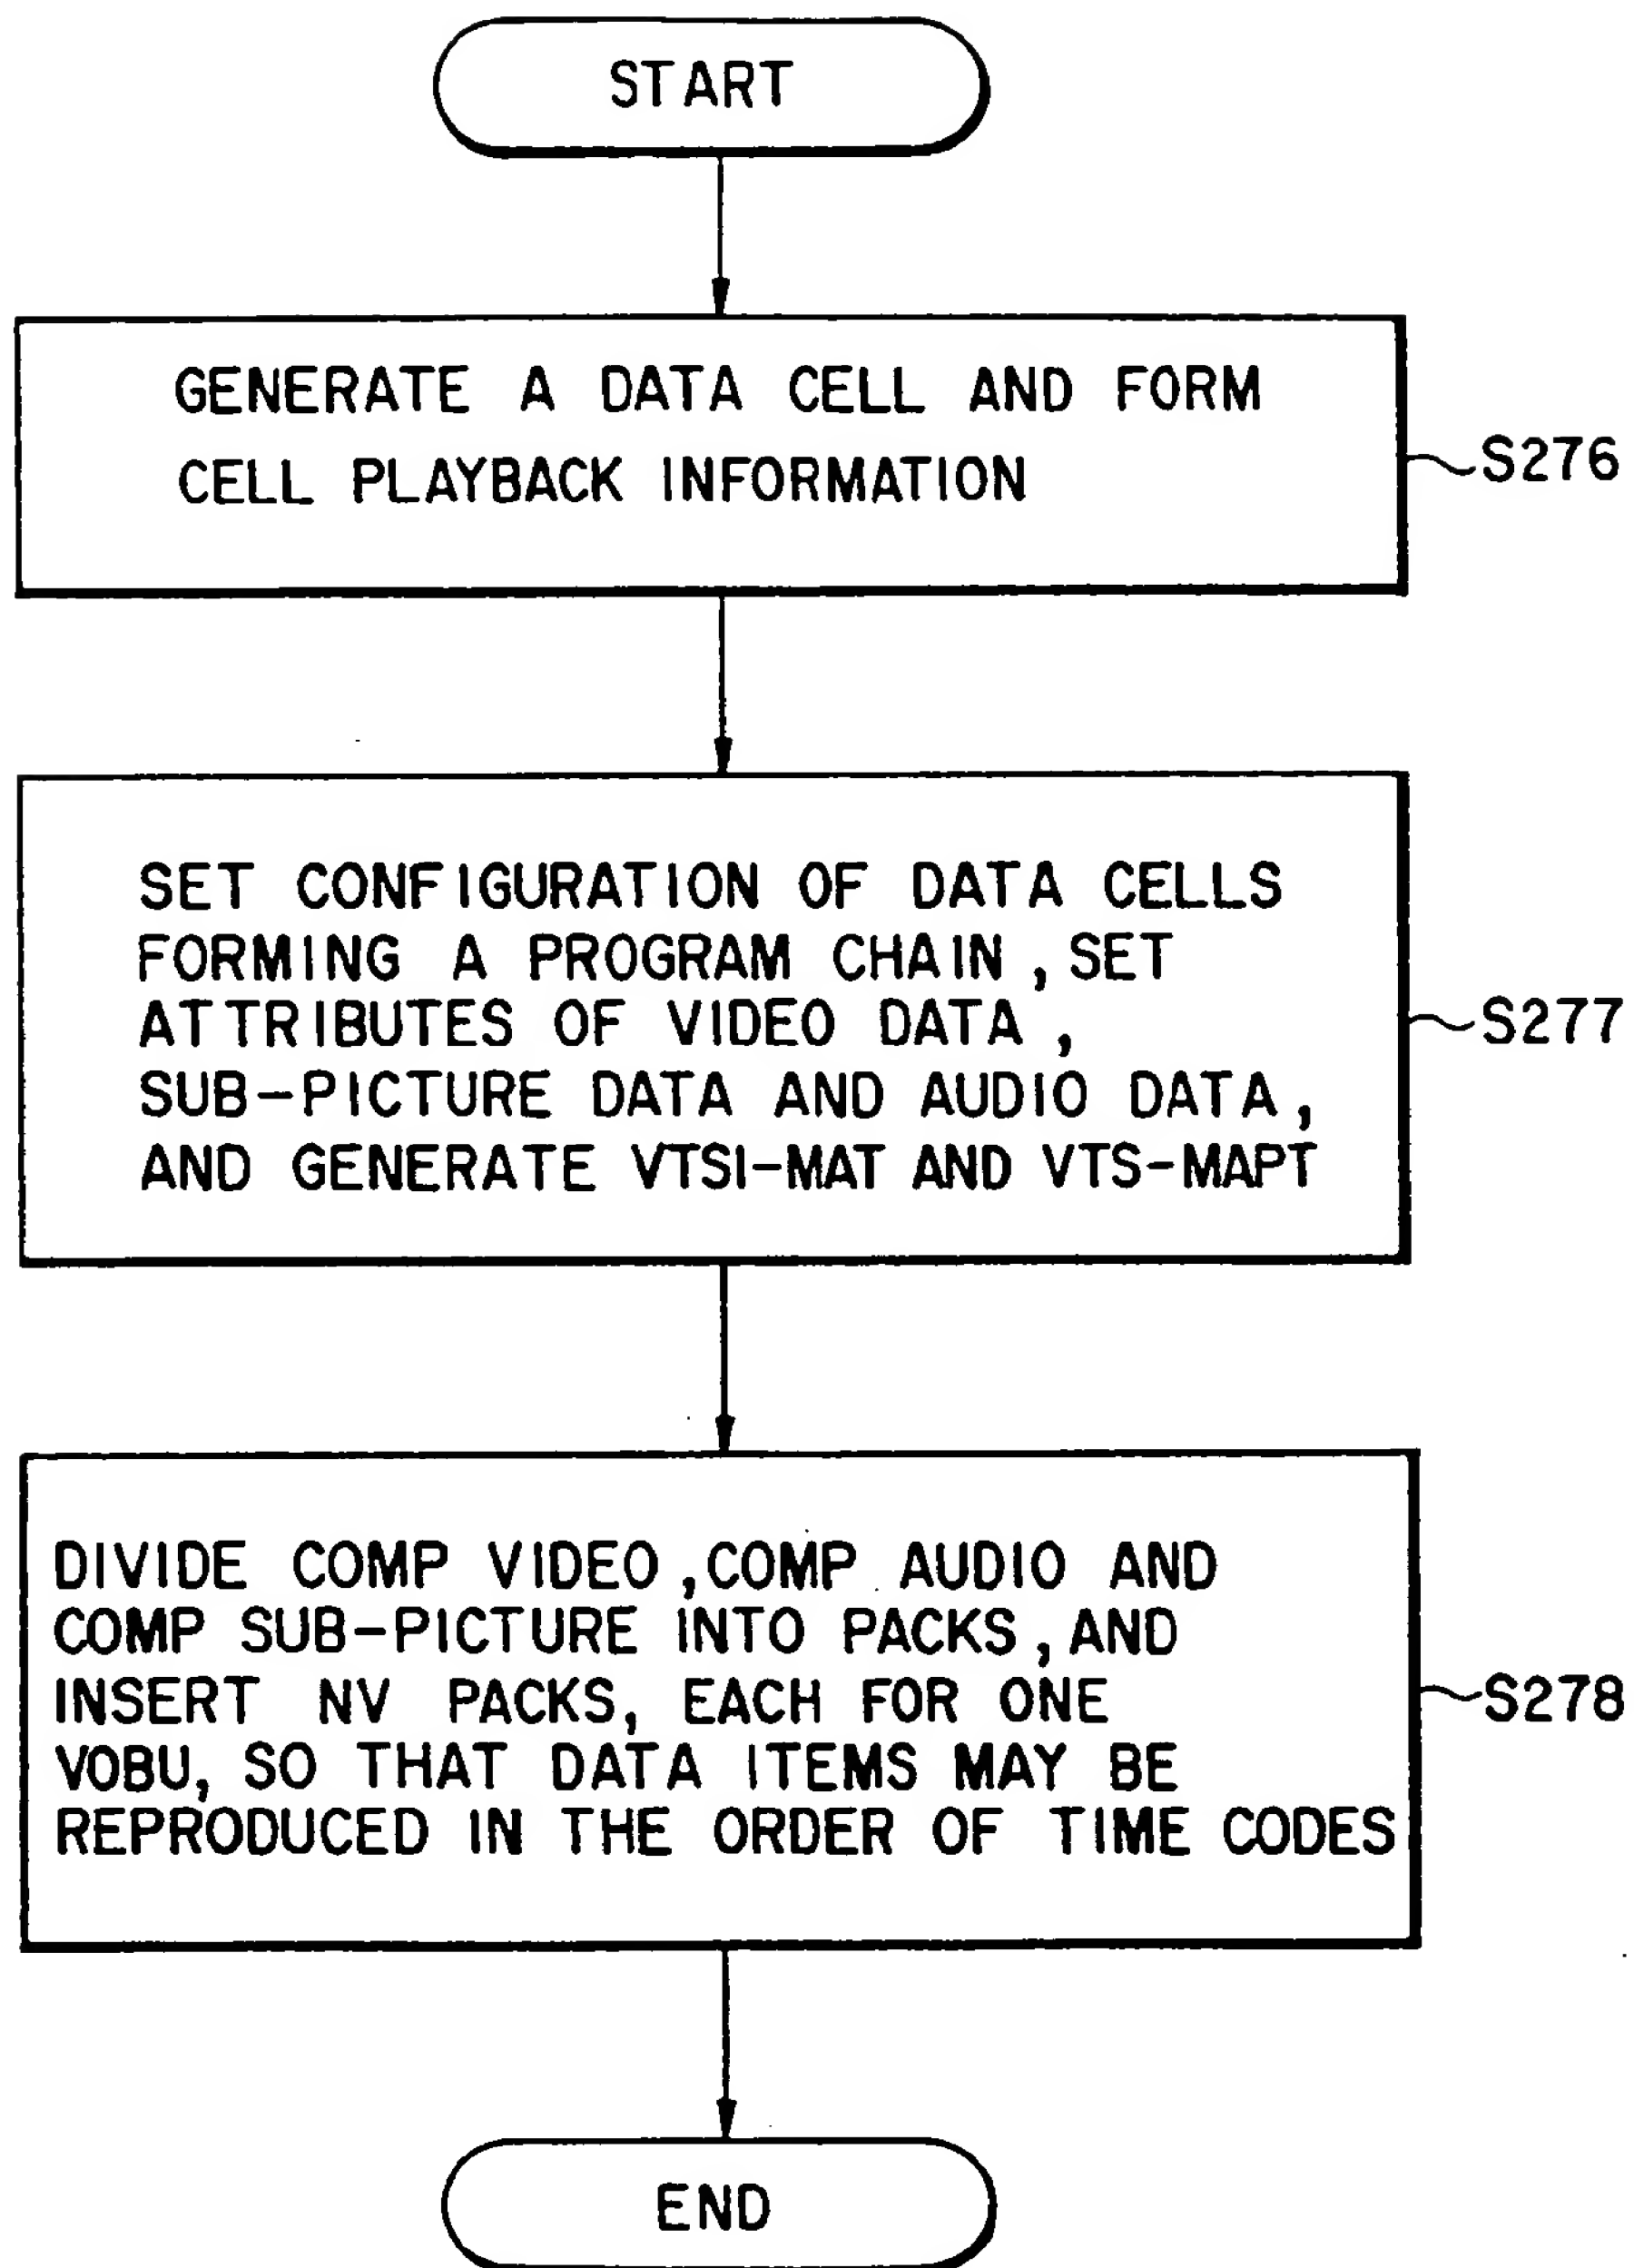 START
GENERATE A DATA CELL AND FORM
CELL PLAYBACK INFORMATION
S276
SET CONFIGURATION OF DATA CELLS
FORMING A PROGRAM CHAIN, SET
ATTRIBUTES OF VIDEO DATA,
SUB-PICTURE DATA AND AUDIO DATA,
AND GENERATE VTSI-MAT AND VTS-MAPT
S277
DIVIDE COMP VIDEO, COMP AUDIO AND
COMP SUB-PICTURE INTO PACKS, AND
INSERT NV PACKS, EACH FOR ONE
VOBU, SO THAT DATA ITEMS MAY BE
REPRODUCED IN THE ORDER OF TIME CODES
S278
END